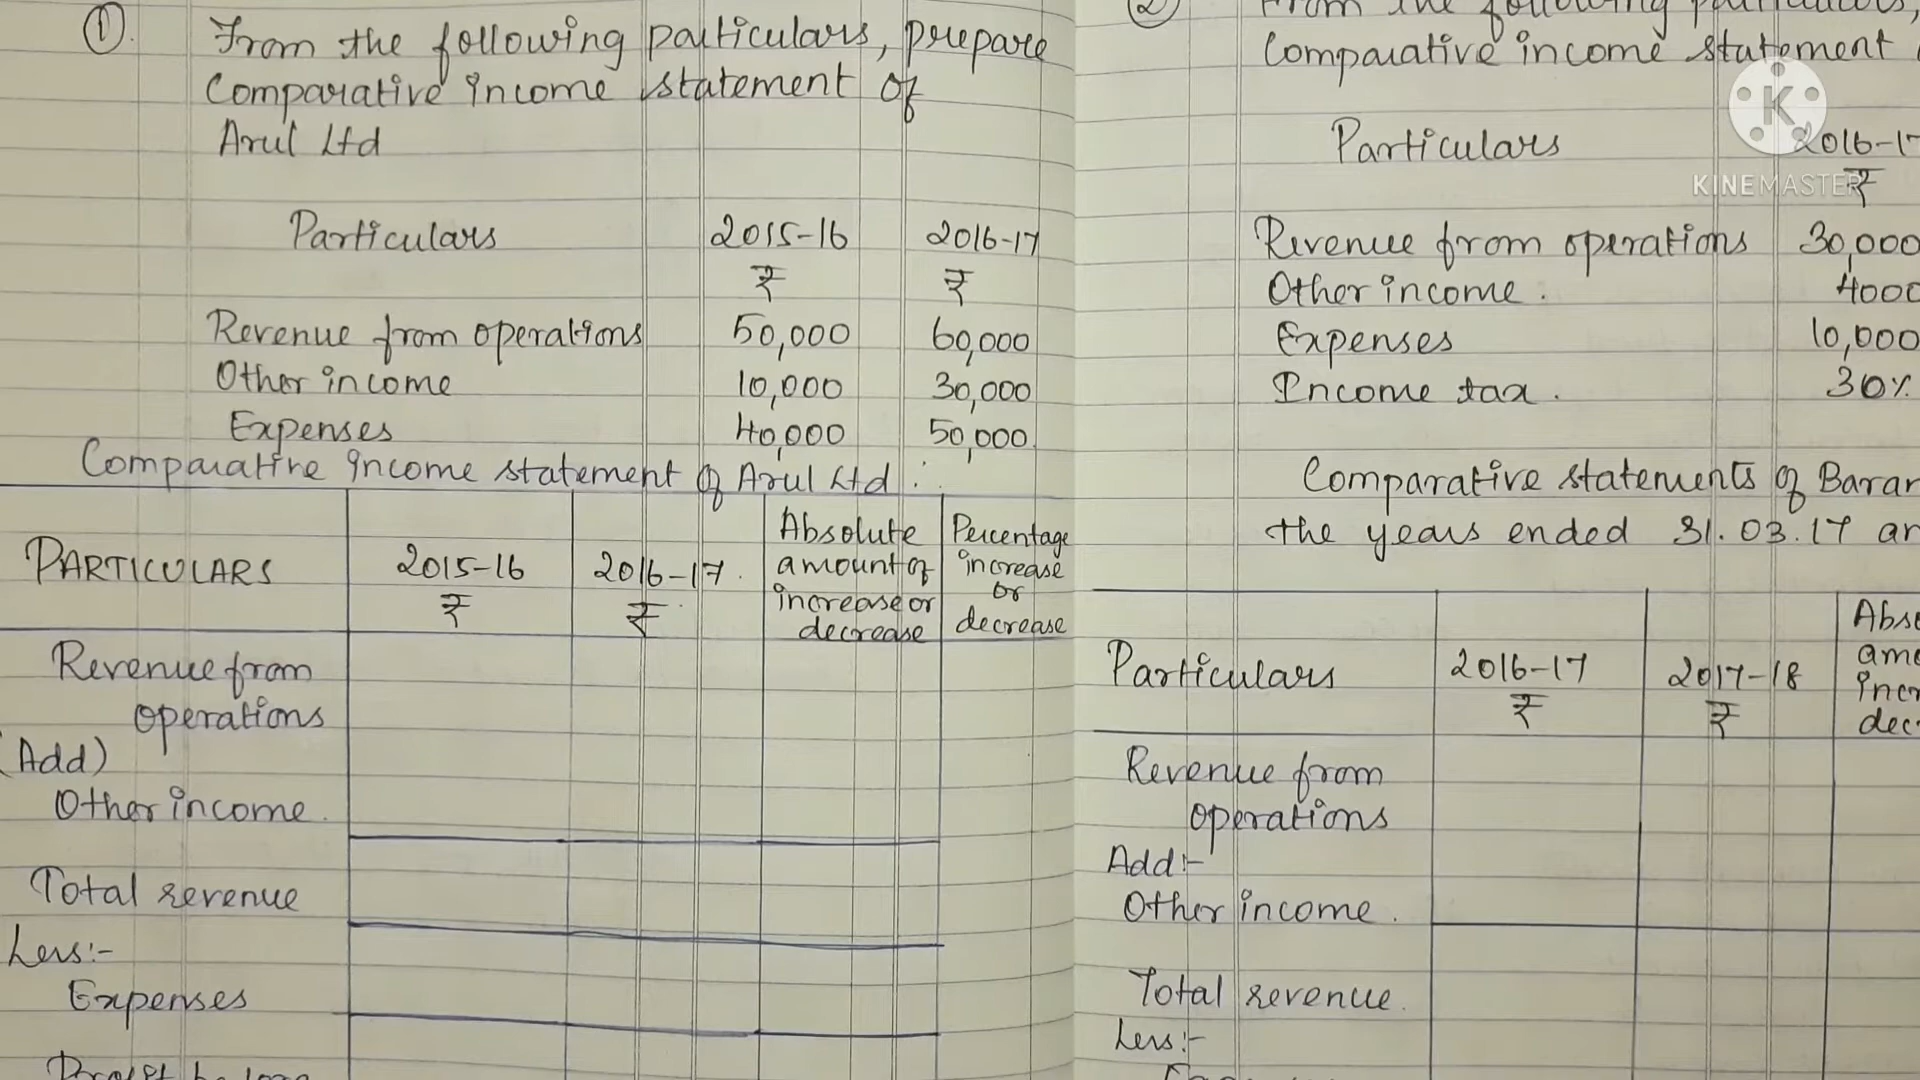 ①.
From the following particulars, prepare
Comparative income statement of
Arul Ltd
Particulars 2015-16 2016-17
₹ ₹
Revenue from operations 50,000 60,000
Other income 10,000 30,000
Expenses 40,000 50,000
Comparative income statement of Arul Ltd :
PARTICULARS 2015-16 2016-17. Absolute amount of increase or decrease Percentage increase or decrease
₹ ₹
Revenue from
operations
(Add)
Other income.
Total revenue
Less:-
Expenses
②
From the following particulars,
Comparative income statement
Particulars 2016-17
₹
KINEMASTER
Revenue from operations 30,000
Other income. 4000
Expenses 10,000
Income tax. 30%
Comparative statements of
the years ended 31.03.17
Particulars 2016-17 2017-18
₹ ₹
Revenue from
operations
Add:-
Other income.
Total revenue.
Less:-